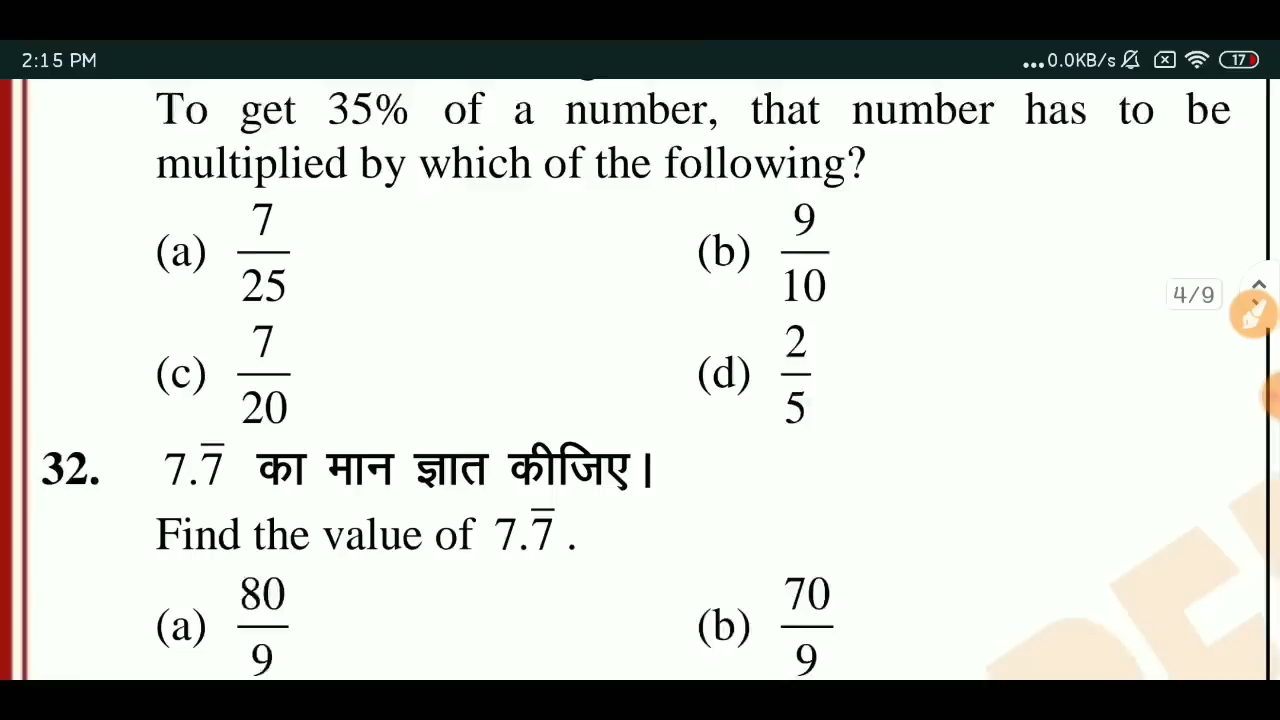 2:15 PM
...0.0KB/s 17
To get 35% of a number, that number has to be
multiplied by which of the following?
(a) 7/25 (b) 9/10
(c) 7/20 (d) 2/5
4/9
32. 7.7̅ का मान ज्ञात कीजिए।
Find the value of 7.7̅ .
(a) 80/9 (b) 70/9